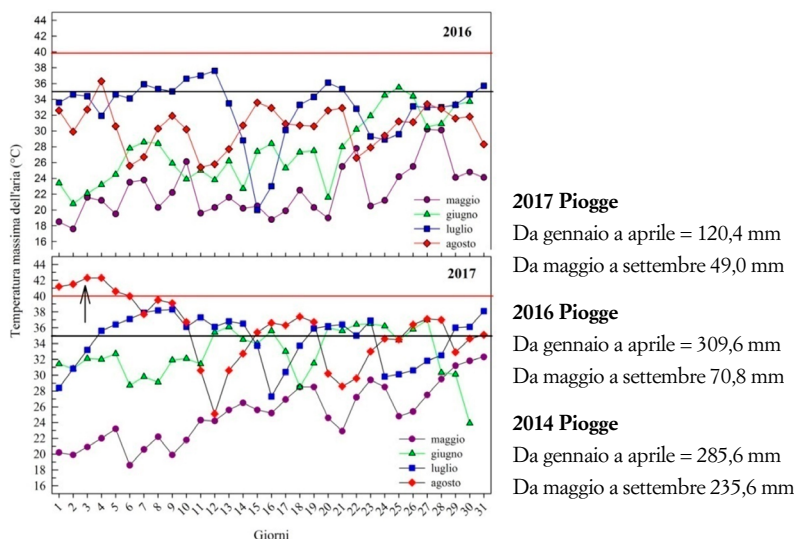 Temperatura massima dell'aria (°C)
2016
44
42
40
38
36
34
32
30
28
26
24
22
20
18
16
maggio
giugno
luglio
agosto
2017
44
42
40
38
36
34
32
30
28
26
24
22
20
18
16
maggio
giugno
luglio
agosto
1 2 3 4 5 6 7 8 9 10 11 12 13 14 15 16 17 18 19 20 21 22 23 24 25 26 27 28 29 30 31
Giorni
2017 Piogge
Da gennaio a aprile = 120,4 mm
Da maggio a settembre 49,0 mm
2016 Piogge
Da gennaio a aprile = 309,6 mm
Da maggio a settembre 70,8 mm
2014 Piogge
Da gennaio a aprile = 285,6 mm
Da maggio a settembre 235,6 mm